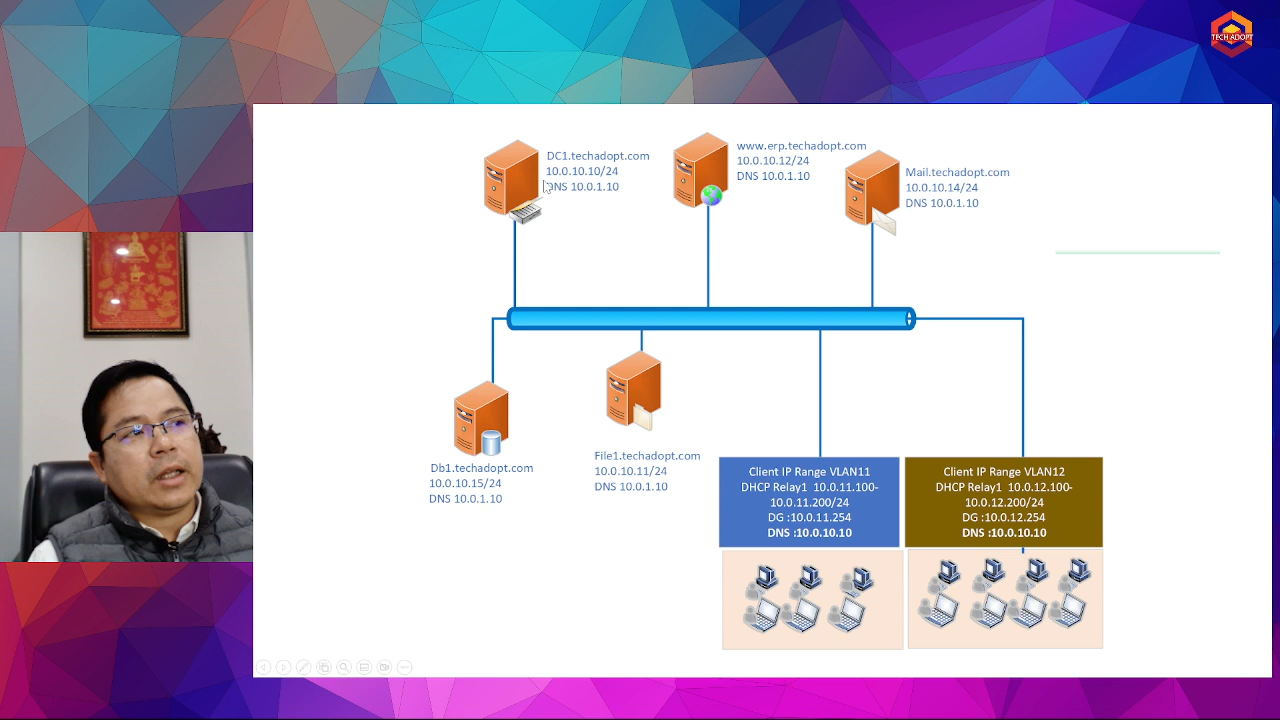 TECH ADOPT
DC1.techadopt.com
10.0.10.10/24
DNS 10.0.1.10
www.erp.techadopt.com
10.0.10.12/24
DNS 10.0.1.10
Mail.techadopt.com
10.0.10.14/24
DNS 10.0.1.10
Db1.techadopt.com
10.0.10.15/24
DNS 10.0.1.10
File1.techadopt.com
10.0.10.11/24
DNS 10.0.1.10
Client IP Range VLAN11
DHCP Relay1 10.0.11.100-
10.0.11.200/24
DG :10.0.11.254
DNS :10.0.10.10
Client IP Range VLAN12
DHCP Relay1 10.0.12.100-
10.0.12.200/24
DG :10.0.12.254
DNS :10.0.10.10